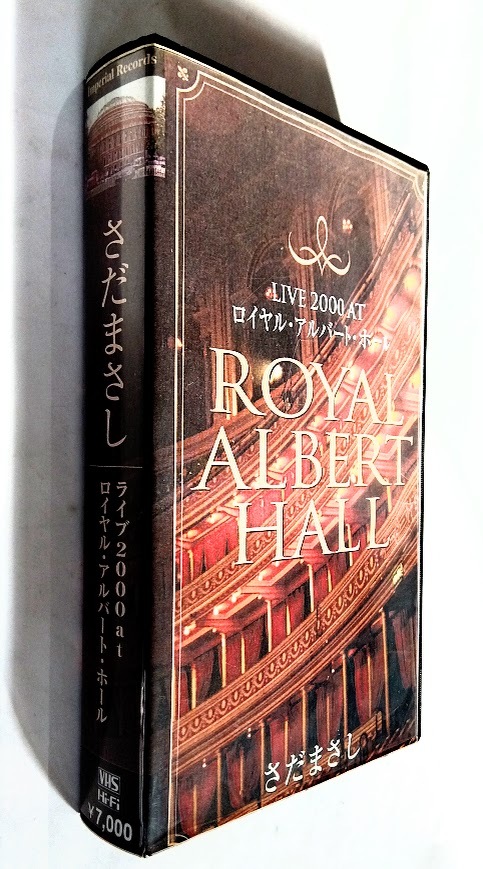 Imperial Records
さだまさし
ライブ2000at
ロイヤル・アルバート・ホール
VHS
Hi-Fi
¥7,000
LIVE 2000 AT
ロイヤル・アルバート・ホール
ROYAL
ALBERT
HALL
さだまさし